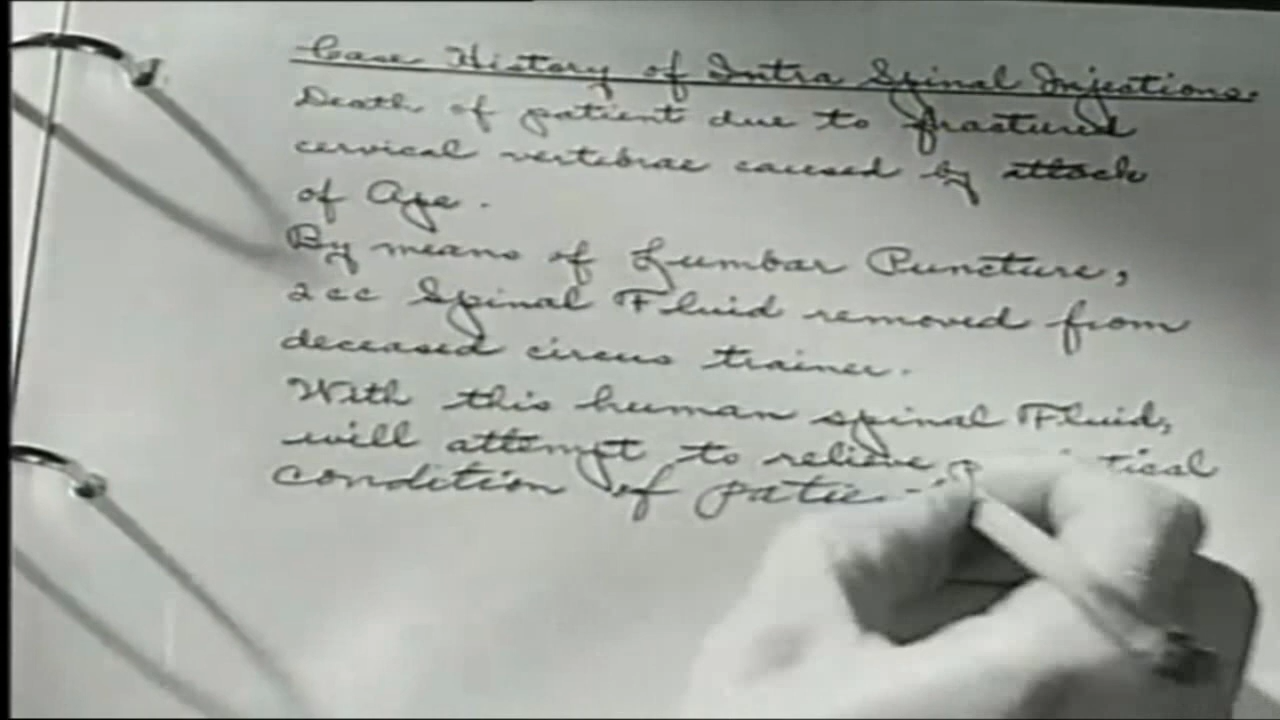 Case History of Intra Spinal Injections.
Death of patient due to fractured
cervical vertebrae caused by attack
of Ape.
By means of Lumbar Puncture,
2cc Spinal Fluid removed from
deceased circus trainer.
With this human spinal Fluid,
will attempt to relieve
condition of